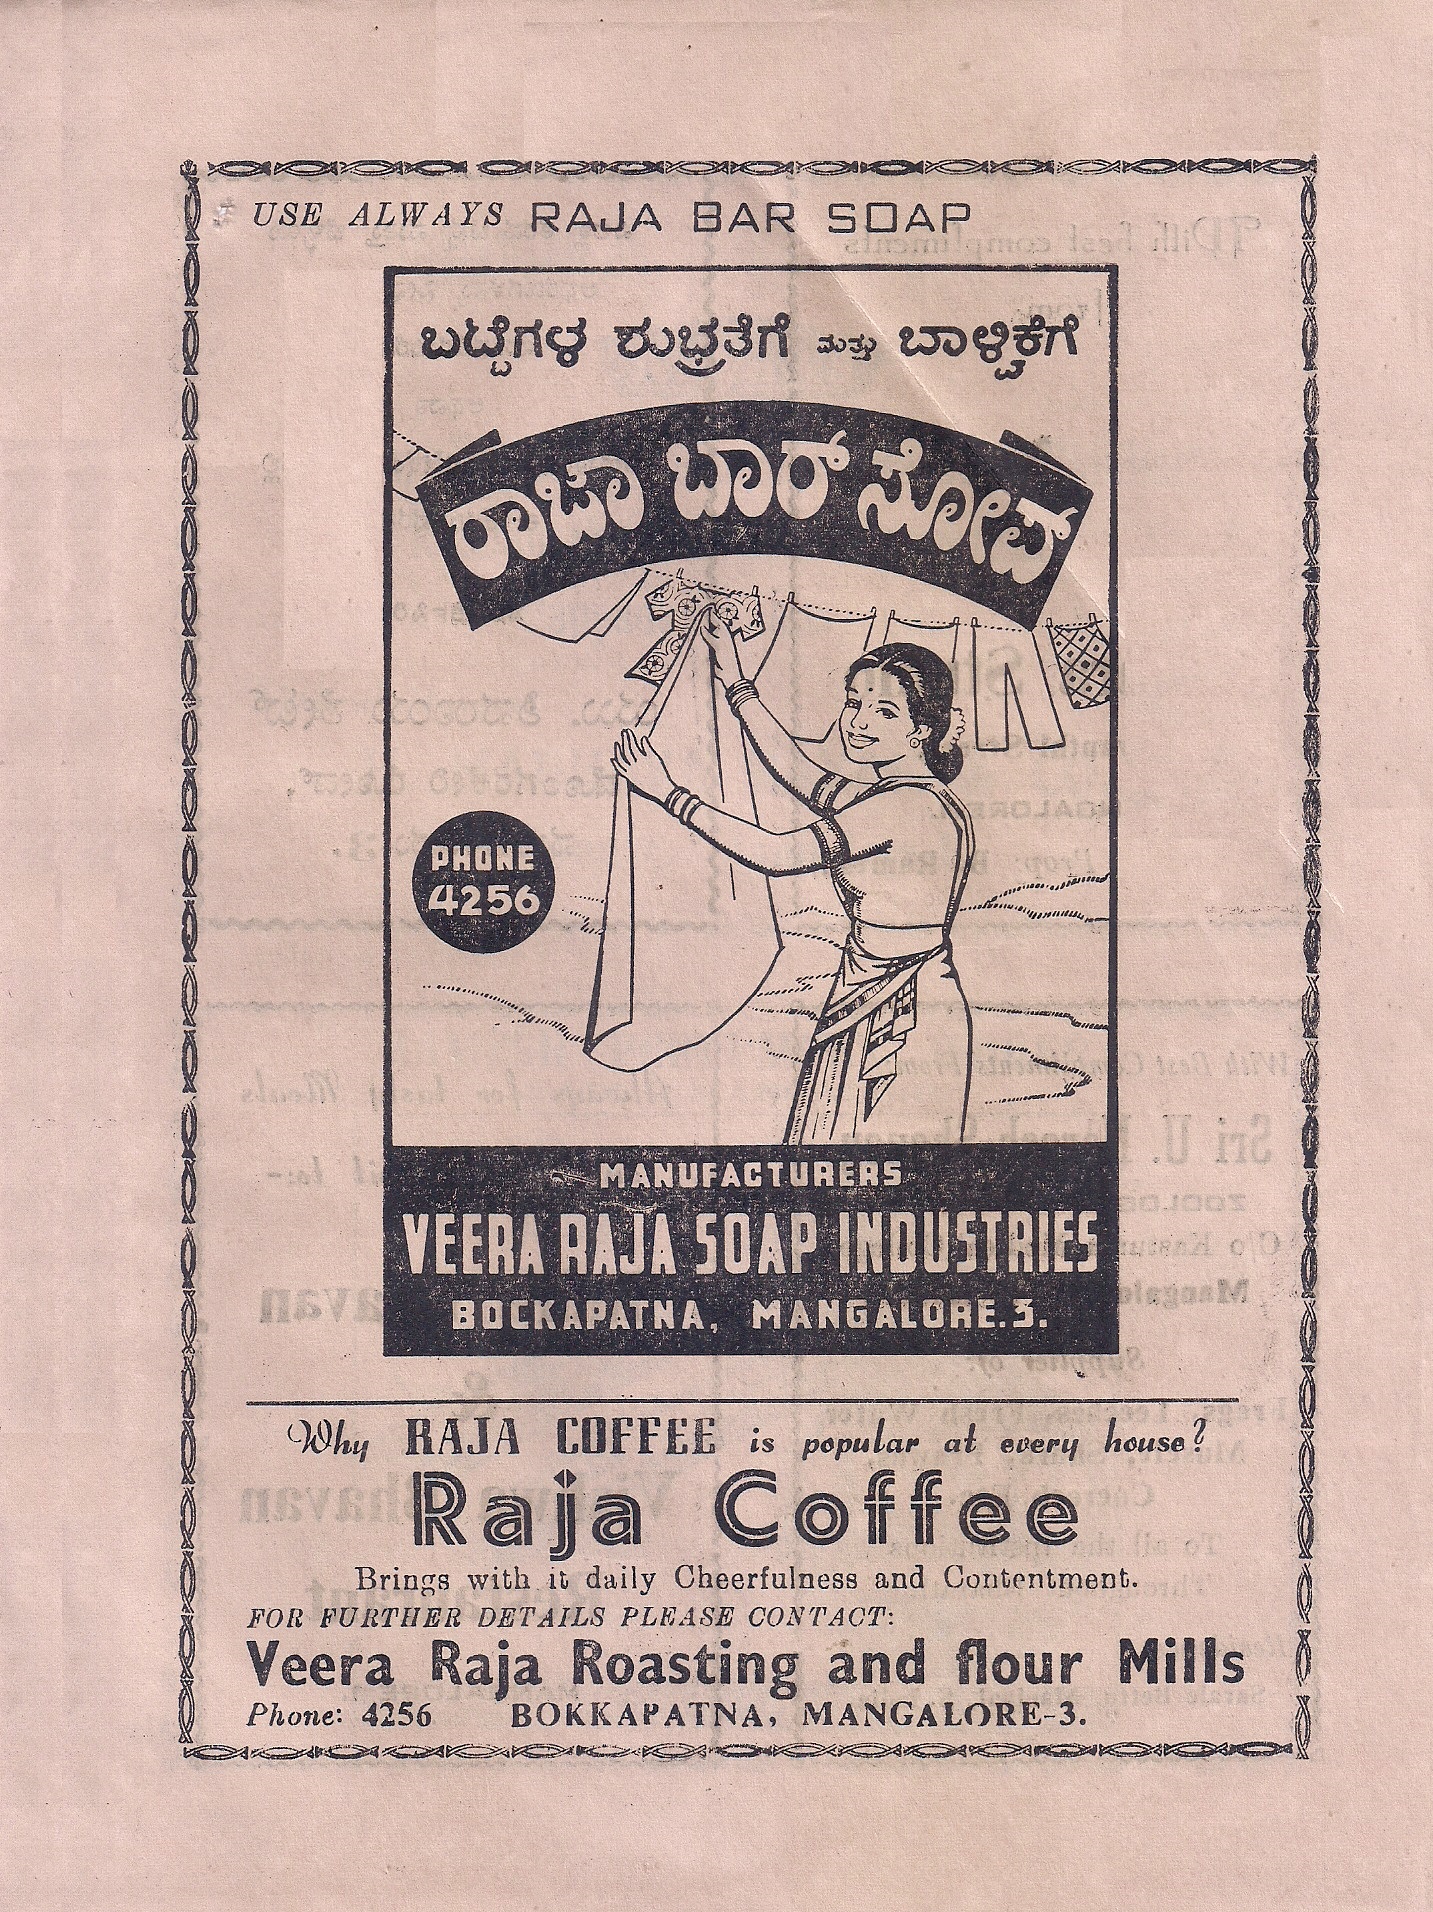 USE ALWAYS RAJA BAR SOAP
ಬಟ್ಟೆಗಳ ಶುಭ್ರತೆಗೆ ಮತ್ತು ಬಾಳ್ವಿಕೆಗೆ
ರಾಜಾ ಬಾರ್ ಸೋಪ್
PHONE
4256
MANUFACTURERS
VEERA RAJA SOAP INDUSTRIES
BOCKAPATNA, MANGALORE.3.
Why RAJA COFFEE is popular at every house?
Raja Coffee
Brings with it daily Cheerfulness and Contentment.
FOR FURTHER DETAILS PLEASE CONTACT:
Veera Raja Roasting and flour Mills
Phone: 4256 BOKKAPATNA, MANGALORE-3.